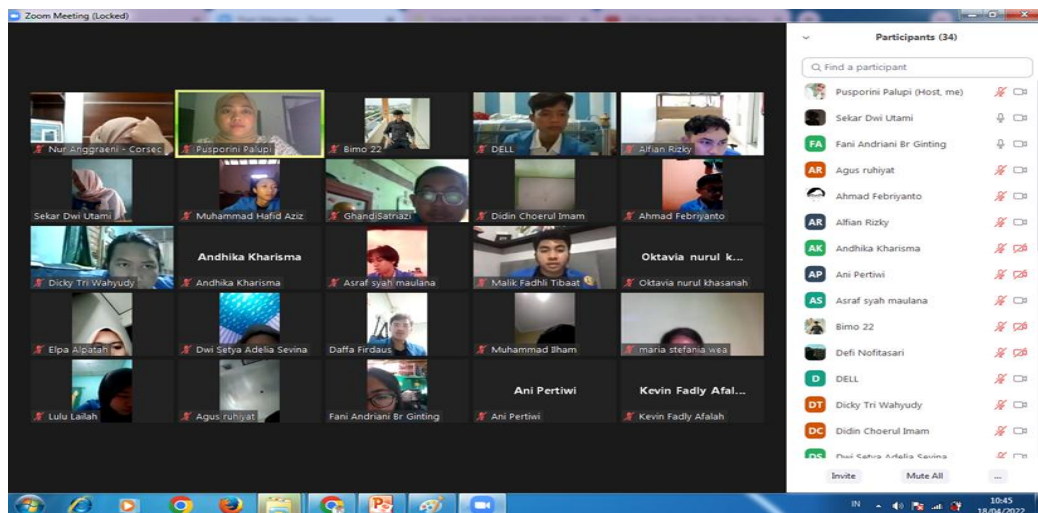 Zoom Meeting (Locked)
Nur Anggraeni - Corsec
Pusporini Palupi
Bimo 22
DELL
Alfian Rizky
Sekar Dwi Utami
Muhammad Hafid Aziz
GhandiSatriazi
Didin Choerul Imam
Ahmad Febriyanto
Dicky Tri Wahyudy
Andhika Kharisma
Andhika Kharisma
Asraf syah maulana
Malik Fadhli Tibaat
Oktavia nurul k...
Oktavia nurul khasanah
Elpa Alpatah
Dwi Setya Adelia Sevina
Daffa Firdaus
Muhammad Ilham
maria stefania wea
Lulu Lailah
Agus ruhiyat
Fani Andriani Br Ginting
Ani Pertiwi
Ani Pertiwi
Kevin Fadly Afal...
Kevin Fadly Afalah
Participants (34)
Find a participant
Pusporini Palupi (Host, me)
Sekar Dwi Utami
FA Fani Andriani Br Ginting
AR Agus ruhiyat
Ahmad Febriyanto
AR Alfian Rizky
AK Andhika Kharisma
AP Ani Pertiwi
AS Asraf syah maulana
Bimo 22
Defi Nofitasari
D DELL
DT Dicky Tri Wahyudy
DC Didin Choerul Imam
DS Dwi Setya Adelia Sevina
Invite Mute All ...
IN 10:45
18/04/2022